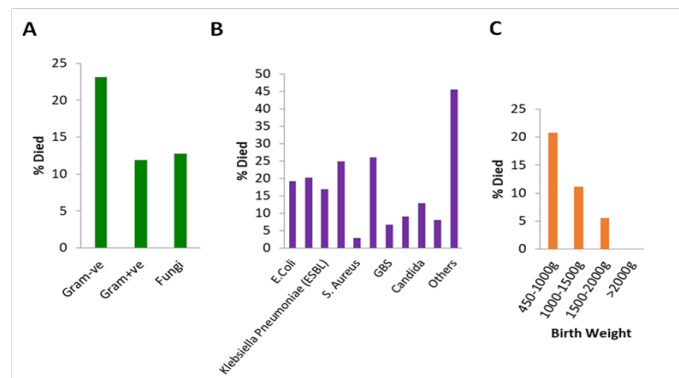 A
% Died
25
20
15
10
5
0
Gram-ve
Gram+ve
Fungi
B
% Died
50
45
40
35
30
25
20
15
10
5
0
E.Coli
Klebsiella Pneumoniae (ESBL)
S. Aureus
GBS
Candida
Others
C
% Died
25
20
15
10
5
0
450-1000g
1000-1500g
1500-2000g
>2000g
Birth Weight